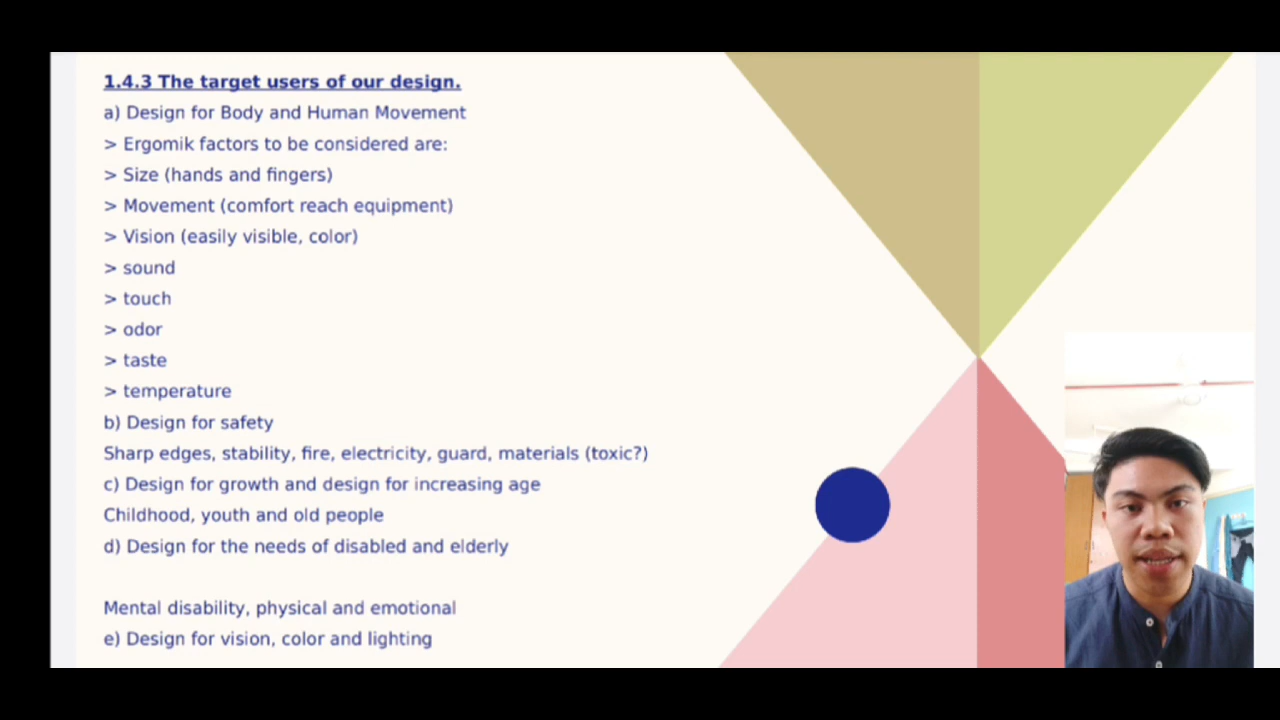 1.4.3 The target users of our design.
a) Design for Body and Human Movement
> Ergomik factors to be considered are:
> Size (hands and fingers)
> Movement (comfort reach equipment)
> Vision (easily visible, color)
> sound
> touch
> odor
> taste
> temperature
b) Design for safety
Sharp edges, stability, fire, electricity, guard, materials (toxic?)
c) Design for growth and design for increasing age
Childhood, youth and old people
d) Design for the needs of disabled and elderly
Mental disability, physical and emotional
e) Design for vision, color and lighting